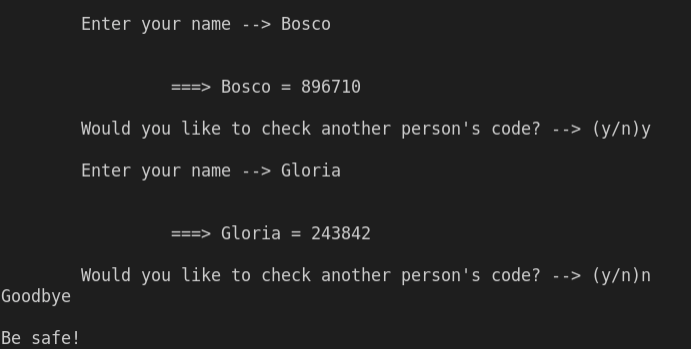 Enter your name --> Bosco
===> Bosco = 896710
Would you like to check another person's code? --> (y/n)y
Enter your name --> Gloria
===> Gloria = 243842
Would you like to check another person's code? --> (y/n)n
Goodbye
Be safe!